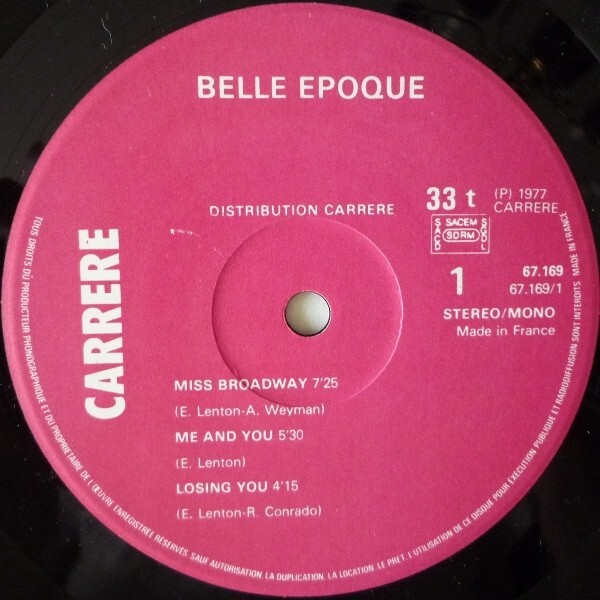 BELLE EPOQUE
DISTRIBUTION CARRERE
33 t
(P) 1977
CARRERE
SACEM
SACD
SDRM
SGDL
1
67.169
67.169/1
STEREO/MONO
Made in France
CARRERE
MISS BROADWAY 7'25
(E. Lenton-A. Weyman)
ME AND YOU 5'30
(E. Lenton)
LOSING YOU 4'15
(E. Lenton-R. Conrado)
TOUS DROITS DU PRODUCTEUR PHONOGRAPHIQUE ET DU PROPRIETAIRE DE L'ŒUVRE ENREGISTREE RESERVES. SAUF AUTORISATION. LA DUPLICATION. LA LOCATION. LE PRET. L'UTILISATION DE CE DISQUE POUR EXECUTION PUBLIQUE ET RADIODIFFUSION SONT INTERDITS. MADE IN FRANCE